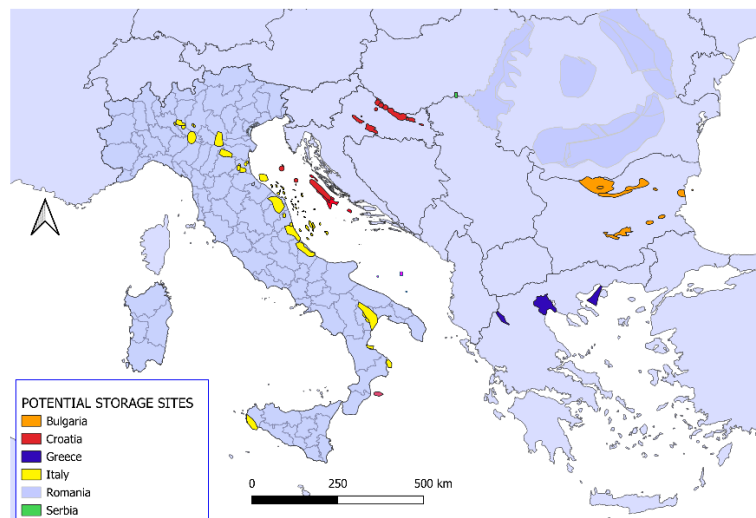 POTENTIAL STORAGE SITES
Bulgaria
Croatia
Greece
Italy
Romania
Serbia
0 250 500 km